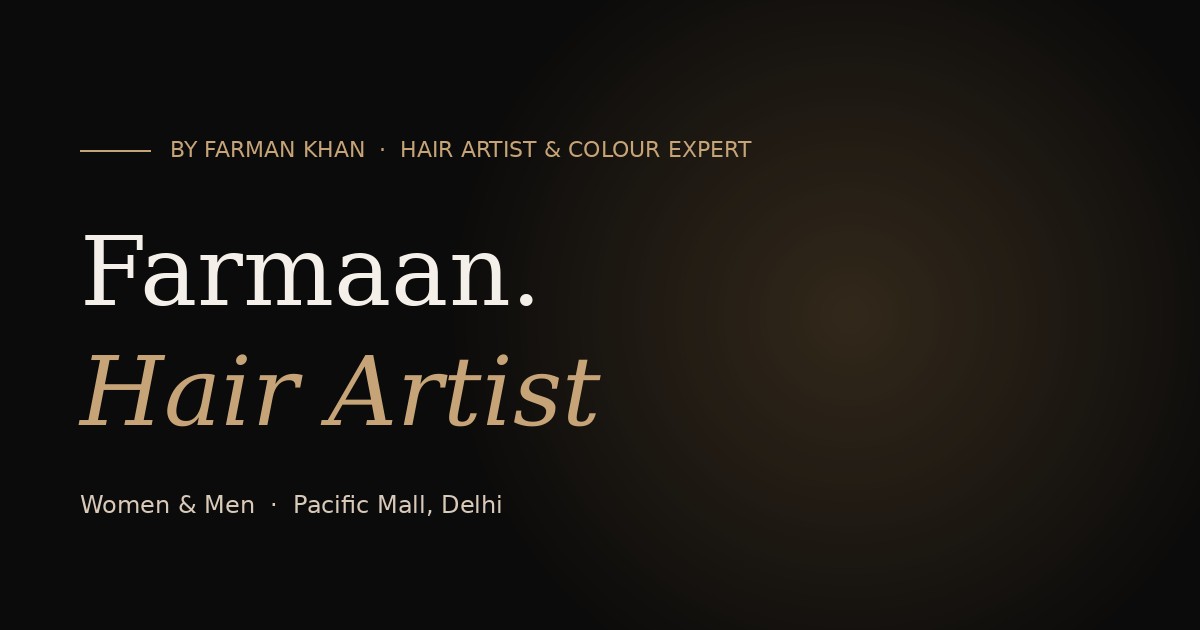 BY FARMAN KHAN · HAIR ARTIST & COLOUR EXPERT
Farmaan.
Hair Artist
Women & Men · Pacific Mall, Delhi